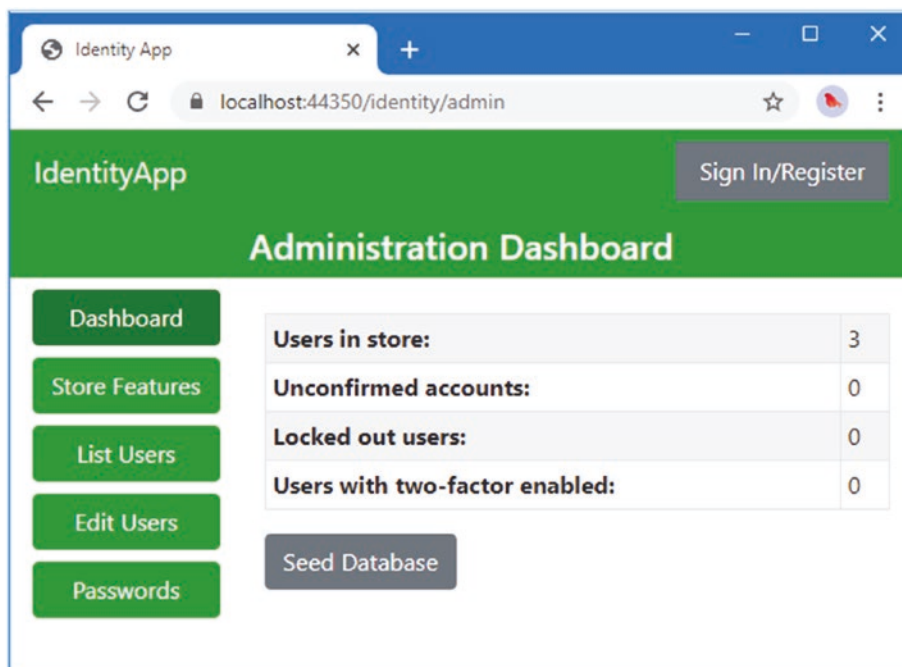 Identity App
localhost:44350/identity/admin
IdentityApp
Sign In/Register
Administration Dashboard
Dashboard
Store Features
List Users
Edit Users
Passwords
Users in store: 3
Unconfirmed accounts: 0
Locked out users: 0
Users with two-factor enabled: 0
Seed Database